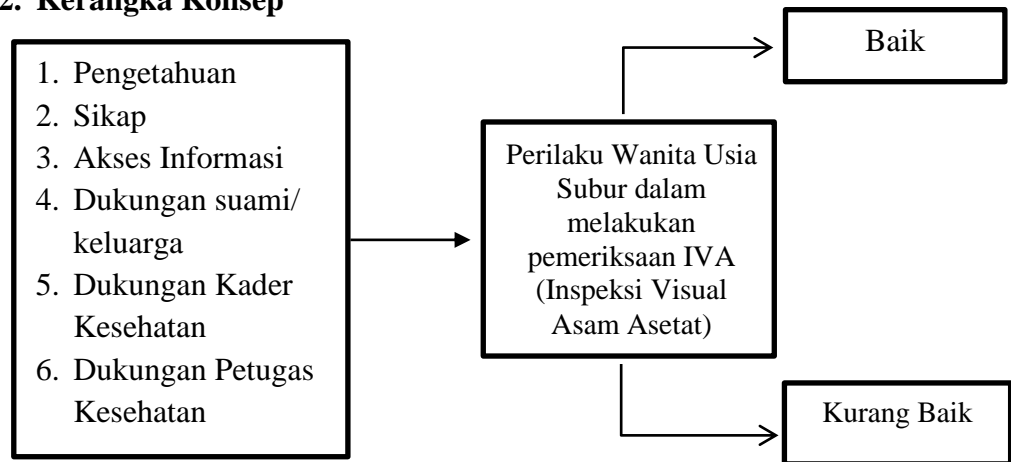 2. Kerangka Konsep
1. Pengetahuan
2. Sikap
3. Akses Informasi
4. Dukungan suami/
keluarga
5. Dukungan Kader
Kesehatan
6. Dukungan Petugas
Kesehatan
Perilaku Wanita Usia
Subur dalam
melakukan
pemeriksaan IVA
(Inspeksi Visual
Asam Asetat)
Baik
Kurang Baik